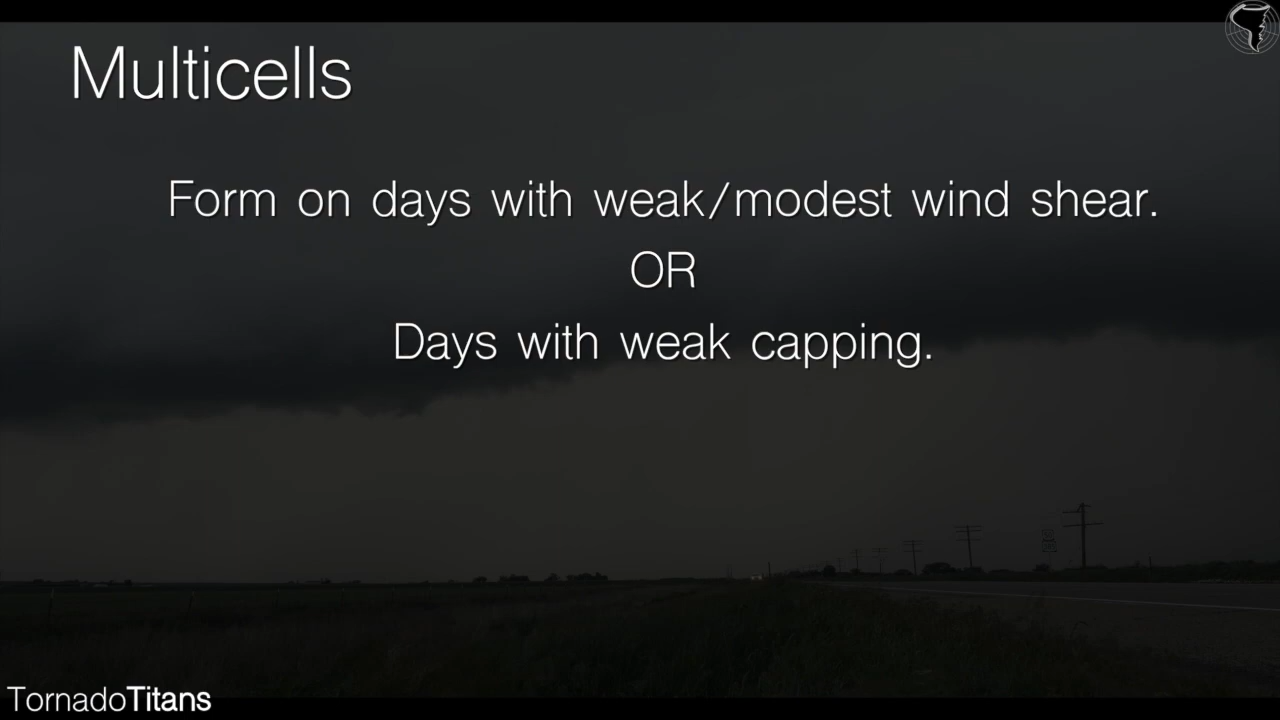 Multicells
Form on days with weak/modest wind shear.
OR
Days with weak capping.
TornadoTitans